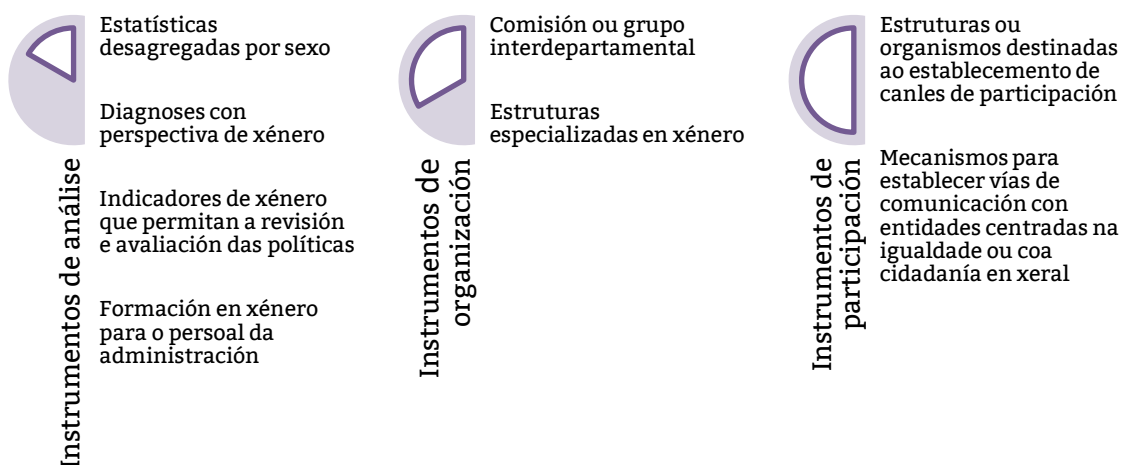 Instrumentos de análise
Estatísticas
desagregadas por sexo
Diagnoses con
perspectiva de xénero
Indicadores de xénero
que permitan a revisión
e avaliación das políticas
Formación en xénero
para o persoal da
administración
Instrumentos de
organización
Comisión ou grupo
interdepartamental
Estruturas
especializadas en xénero
Instrumentos de
participación
Estruturas ou
organismos destinadas
ao establecemento de
canles de participación
Mecanismos para
establecer vías de
comunicación con
entidades centradas na
igualdade ou coa
cidadanía en xeral